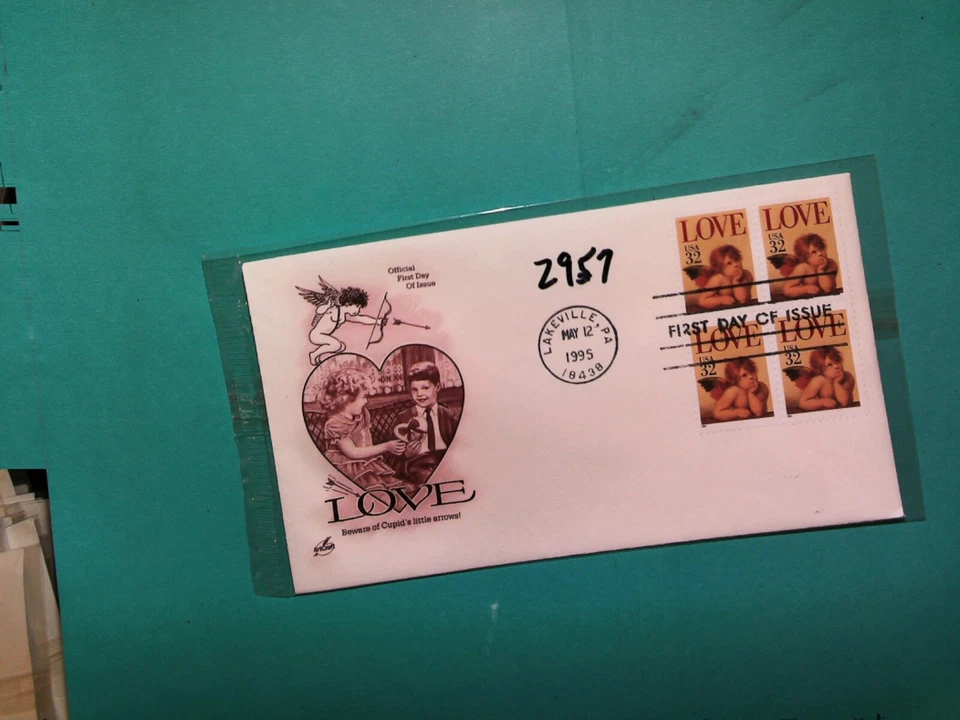 Official
First Day
Of Issue
LOVE
Beware of Cupid's little arrows!
ArtCraft
2957
LAKEVILLE, PA
MAY 12
1995
18438
LOVE
USA
32
LOVE
USA
32
FIRST DAY OF ISSUE
LOVE
USA
32
LOVE
USA
32